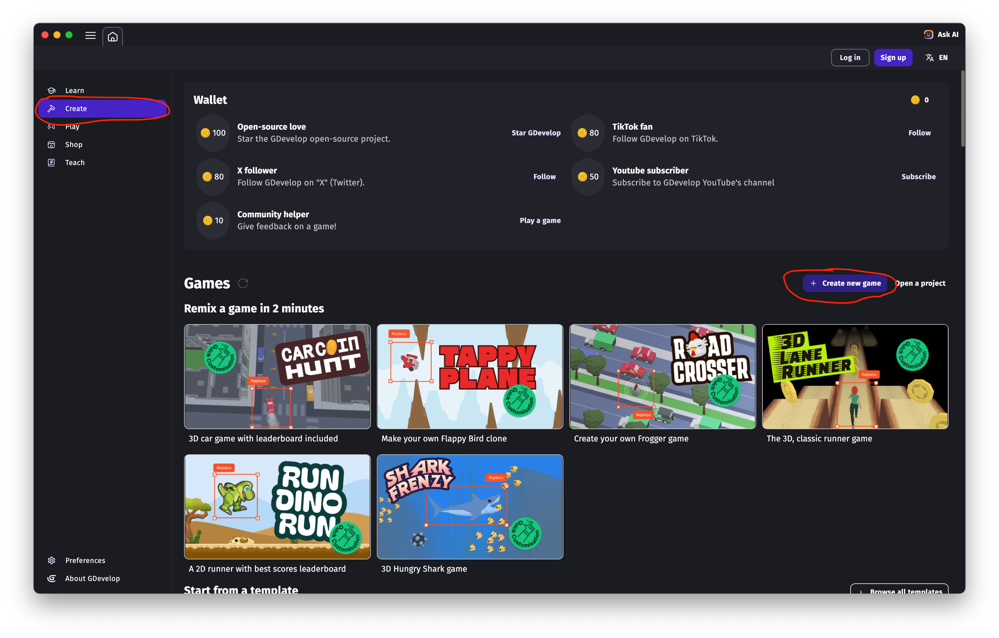 Ask AI
Log in
Sign up
EN
Learn
Create
Play
Shop
Teach
Preferences
About GDevelop
Wallet
0
100
Open-source love
Star the GDevelop open-source project.
Star GDevelop
80
TikTok fan
Follow GDevelop on TikTok.
Follow
80
X follower
Follow GDevelop on "X" (Twitter).
Follow
50
Youtube subscriber
Subscribe to GDevelop YouTube's channel
Subscribe
10
Community helper
Give feedback on a game!
Play a game
Games
+ Create new game
Open a project
Remix a game in 2 minutes
Quick Customisation
CAR COIN
HUNT
Replace
3D car game with leaderboard included
Replace
TAPPY
PLANE
Quick Customisation
Make your own Flappy Bird clone
ROAD
CROSSER
Quick Customisation
Replace
Create your own Frogger game
3D
LANE
RUNNER
Quick Customisation
Replace
The 3D, classic runner game
Replace
RUN
DINO
RUN
Quick Customisation
A 2D runner with best scores leaderboard
SHARK
FRENZY
Replace
Quick Customisation
3D Hungry Shark game
Start from a template
Browse all templates